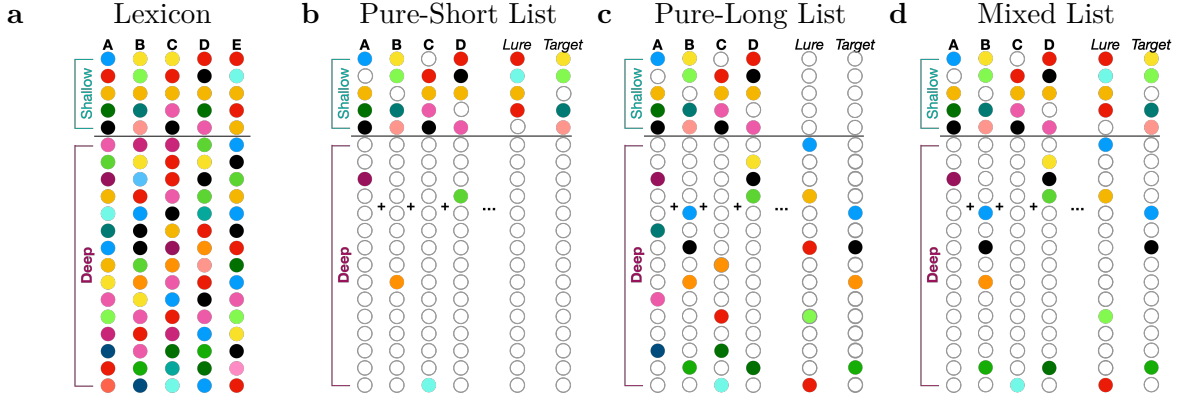 a Lexicon
A B C D E
Shallow
Deep
b Pure-Short List
A B C D Lure Target
Shallow
Deep
+ + + ...
c Pure-Long List
A B C D Lure Target
Shallow
Deep
+ + + ...
d Mixed List
A B C D Lure Target
Shallow
Deep
+ + + ...